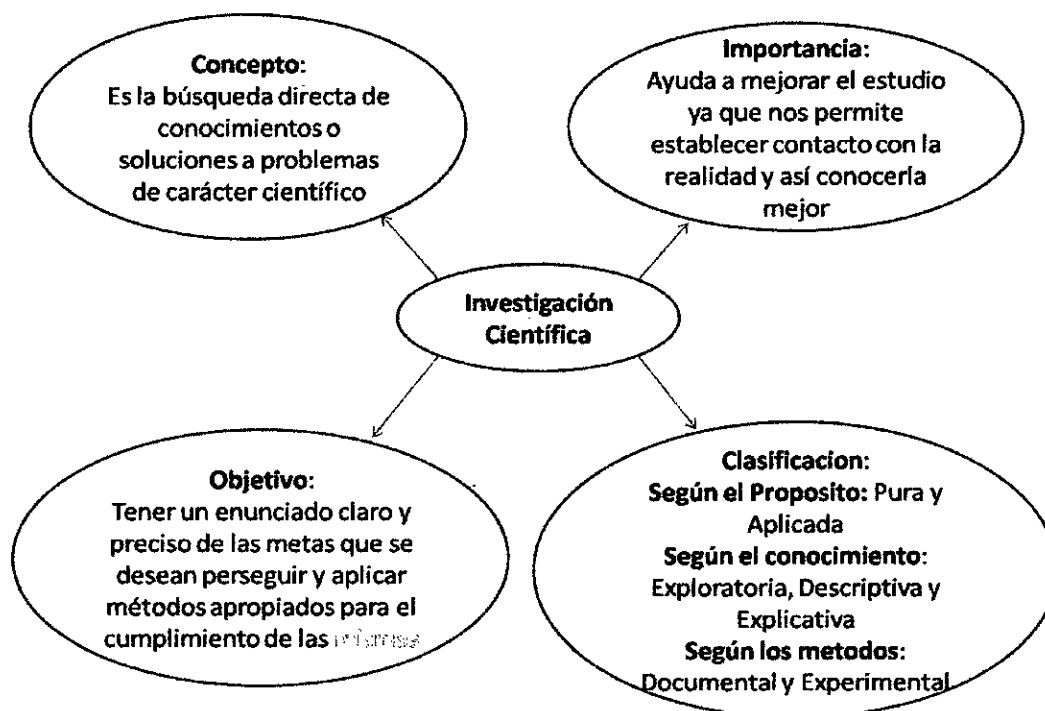 Concepto:
Es la búsqueda directa de
conocimientos o
soluciones a problemas
de carácter científico
Importancia:
Ayuda a mejorar el estudio
ya que nos permite
establecer contacto con la
realidad y así conocerla
mejor
Investigación
Científica
Objetivo:
Tener un enunciado claro y
preciso de las metas que se
desean perseguir y aplicar
métodos apropiados para el
cumplimiento de las
Clasificacion:
Según el Proposito: Pura y
Aplicada
Según el conocimiento:
Exploratoria, Descriptiva y
Explicativa
Según los metodos:
Documental y Experimental